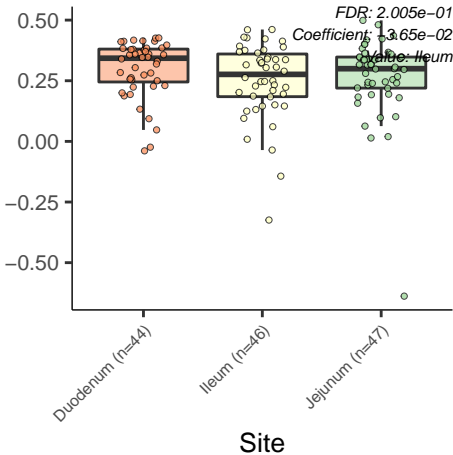 FDR: 2.005e−01
Coefficient: −3.65e−02
Value: Ileum
0.50
0.25
0.00
−0.25
−0.50
Duodenum (n=44)
Ileum (n=46)
Jejunum (n=47)
Site